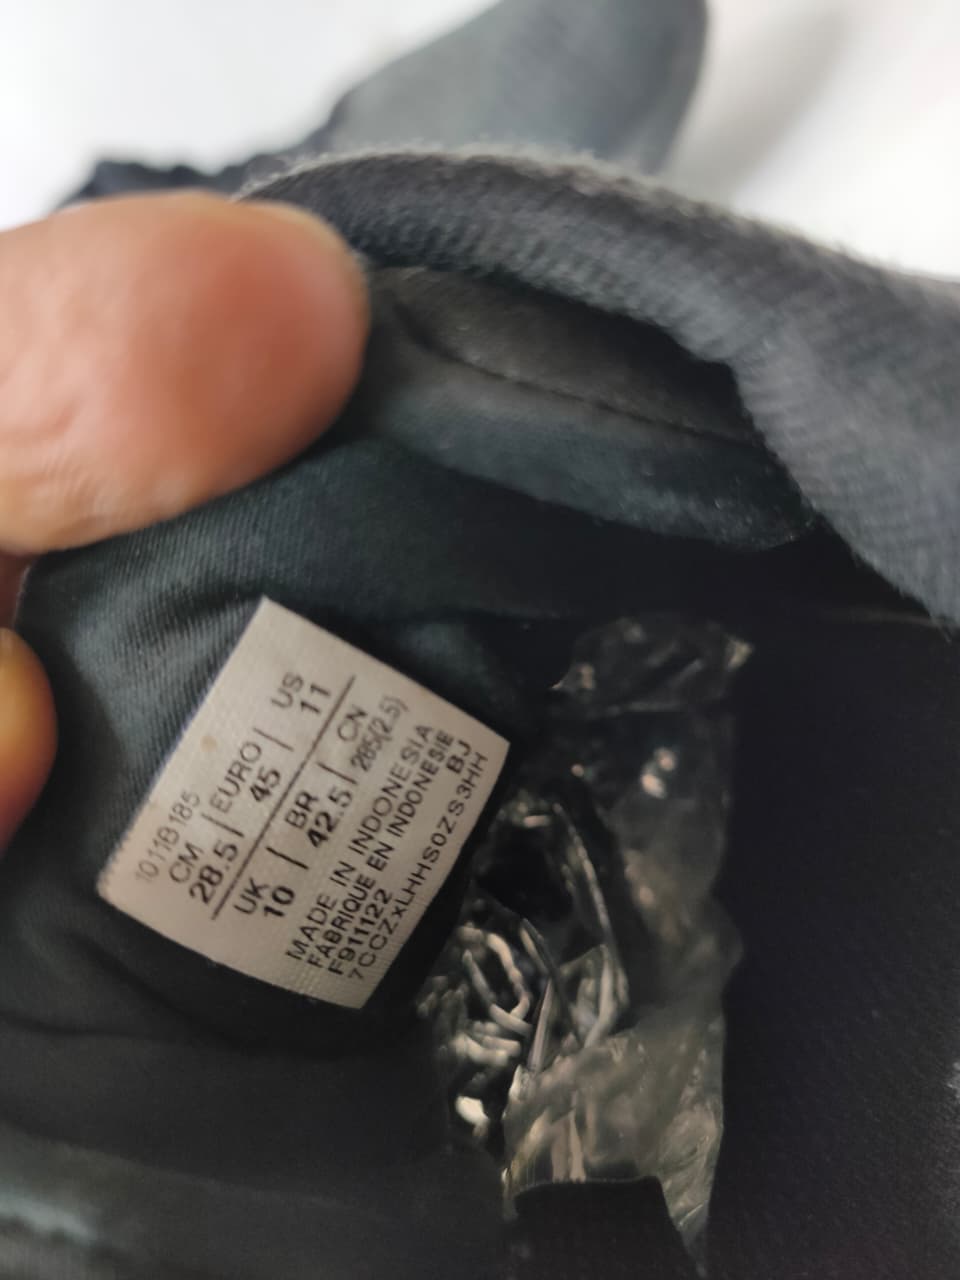 1011B185
CM | EURO | US
28.5 | 45 | 11
UK | BR | CN
10 | 42.5 | 285(2.5)
MADE IN INDONESIA
FABRIQUE EN INDONESIE
F911122 BJ
7CCZxLHHS0ZS3HH